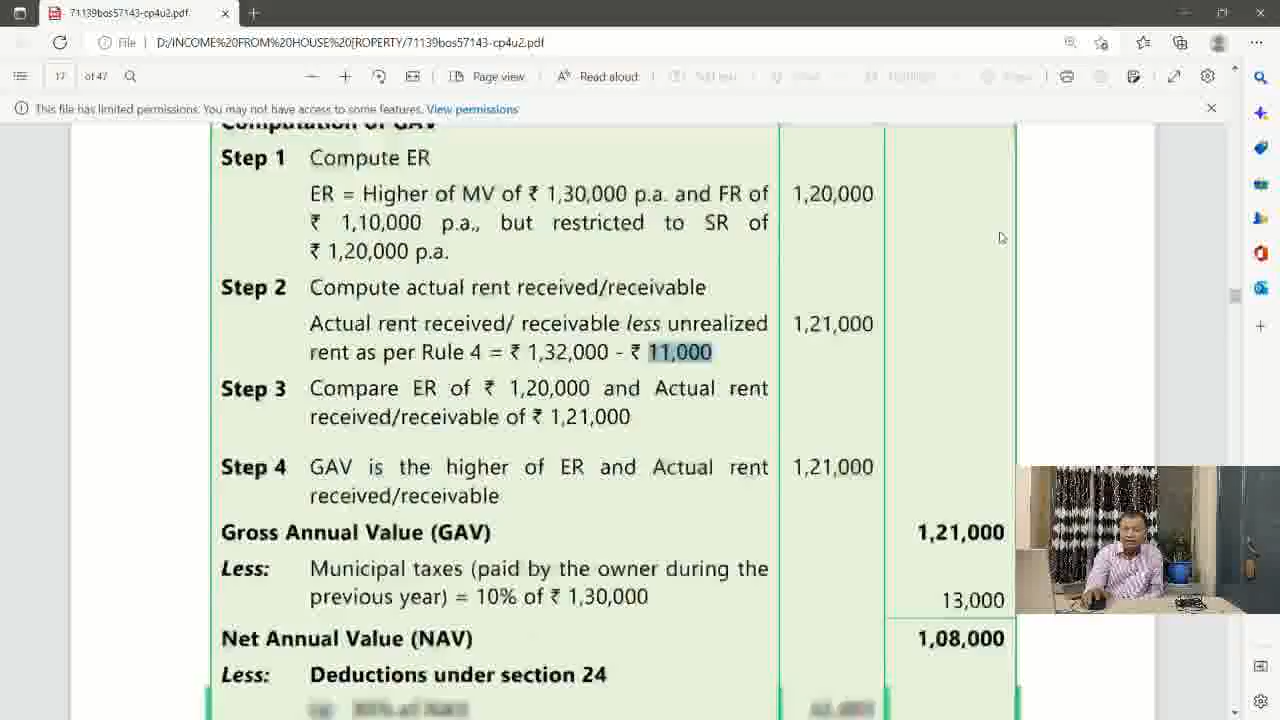 71139bos57143-cp4u2.pdf
File D:/INCOME%20FROM%20HOUSE%20[ROPERTY/71139bos57143-cp4u2.pdf
17 of 47 Page view Read aloud
This file has limited permissions. You may not have access to some features. View permissions
Computation of GAV
Step 1 Compute ER
ER = Higher of MV of ₹ 1,30,000 p.a. and FR of 1,20,000
₹ 1,10,000 p.a., but restricted to SR of
₹ 1,20,000 p.a.
Step 2 Compute actual rent received/receivable
Actual rent received/ receivable less unrealized 1,21,000
rent as per Rule 4 = ₹ 1,32,000 - ₹ 11,000
Step 3 Compare ER of ₹ 1,20,000 and Actual rent
received/receivable of ₹ 1,21,000
Step 4 GAV is the higher of ER and Actual rent 1,21,000
received/receivable
Gross Annual Value (GAV) 1,21,000
Less: Municipal taxes (paid by the owner during the
previous year) = 10% of ₹ 1,30,000 13,000
Net Annual Value (NAV) 1,08,000
Less: Deductions under section 24